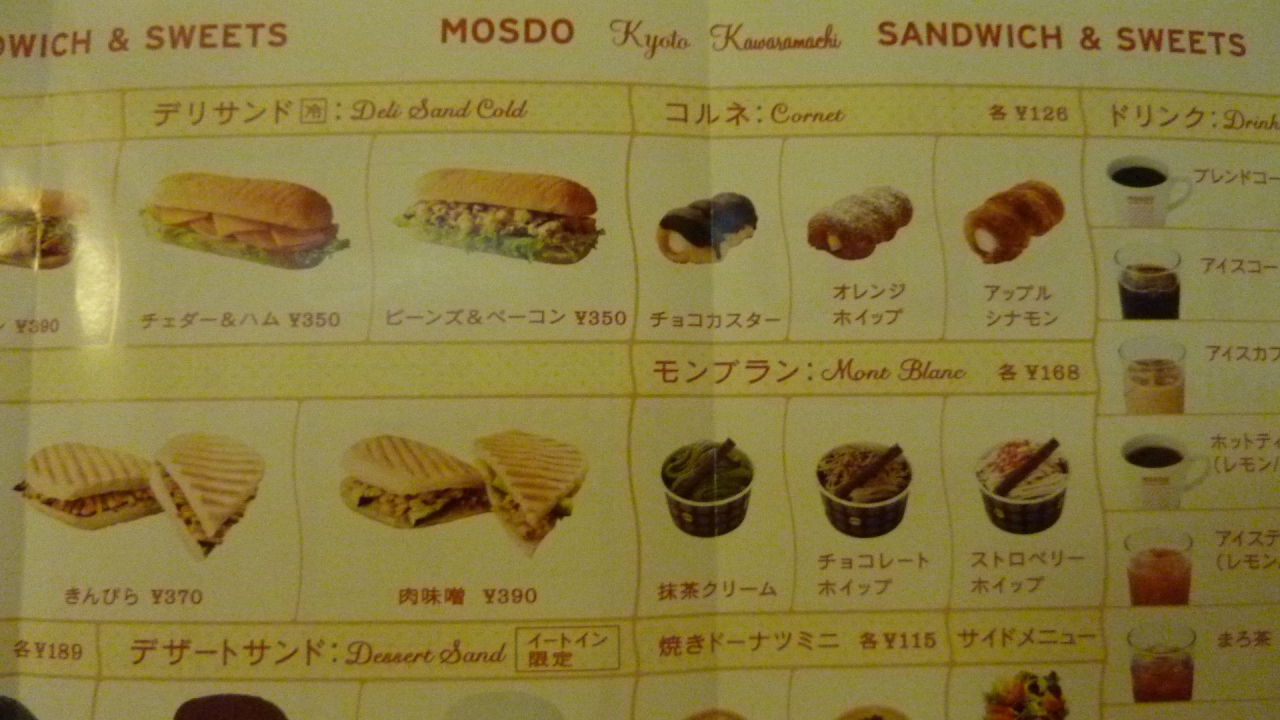 WICH & SWEETS
MOSDO Kyoto Kawaramachi
SANDWICH & SWEETS
デリサンド 冷 : Deli Sand Cold
コルネ : Cornet 各¥126
ドリンク : Drink
¥390
チェダー&ハム ¥350
ビーンズ&ベーコン ¥350
チョコカスター
オレンジ
ホイップ
アップル
シナモン
ブレンドコー
アイスコー
アイスカフ
モンブラン : Mont Blanc 各¥168
きんぴら ¥370
肉味噌 ¥390
抹茶クリーム
チョコレート
ホイップ
ストロベリー
ホイップ
ホットティ
(レモン/
アイステ
(レモン
まろ茶
各¥189
デザートサンド : Dessert Sand イートイン
限定
焼きドーナツミニ 各¥115
サイドメニュー